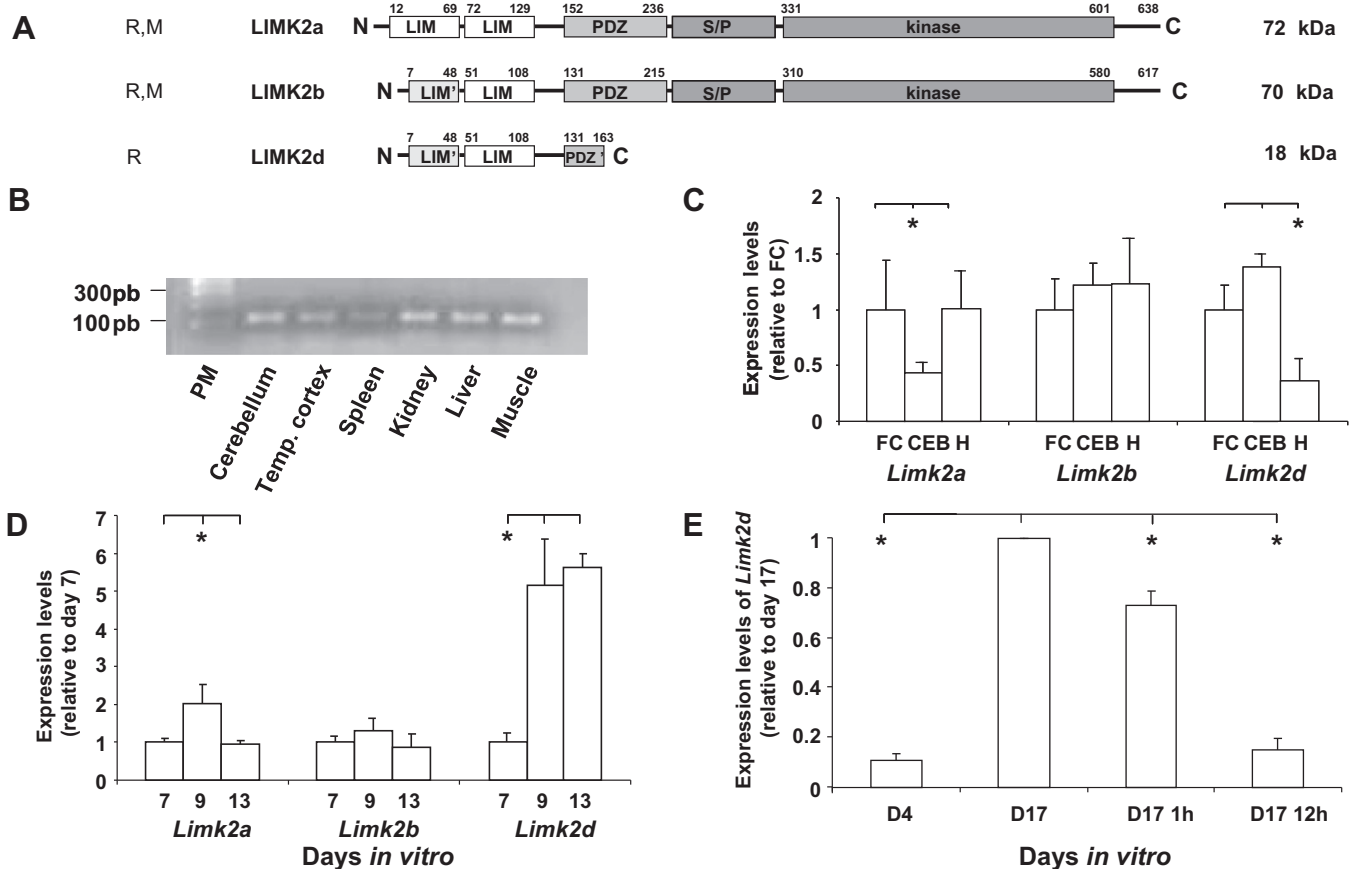 A
12 69 72 129 152 236 331 601 638
R,M LIMK2a N LIM LIM PDZ S/P kinase C 72 kDa
7 48 51 108 131 215 310 580 617
R,M LIMK2b N LIM' LIM PDZ S/P kinase C 70 kDa
7 48 51 108 131 163
R LIMK2d N LIM' LIM PDZ ' C 18 kDa
B
300pb
100pb
PM
Cerebellum
Temp. cortex
Spleen
Kidney
Liver
Muscle
C
Expression levels
(relative to FC)
2
1.5
1
0.5
0
* *
FC CEB H FC CEB H FC CEB H
Limk2a Limk2b Limk2d
D
Expression levels
(relative to day 7)
7
6
5
4
3
2
1
0
* *
7 9 13 7 9 13 7 9 13
Limk2a Limk2b Limk2d
Days in vitro
E
Expression levels of Limk2d
(relative to day 17)
1
0.8
0.6
0.4
0.2
0
* * *
D4 D17 D17 1h D17 12h
Days in vitro